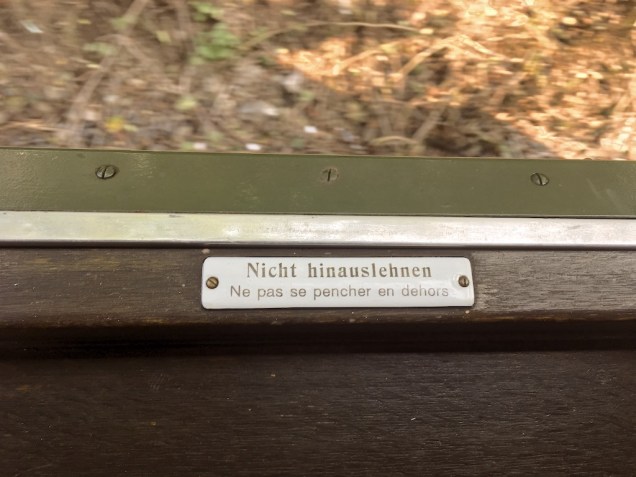 Nicht hinauslehnen
Ne pas se pencher en dehors